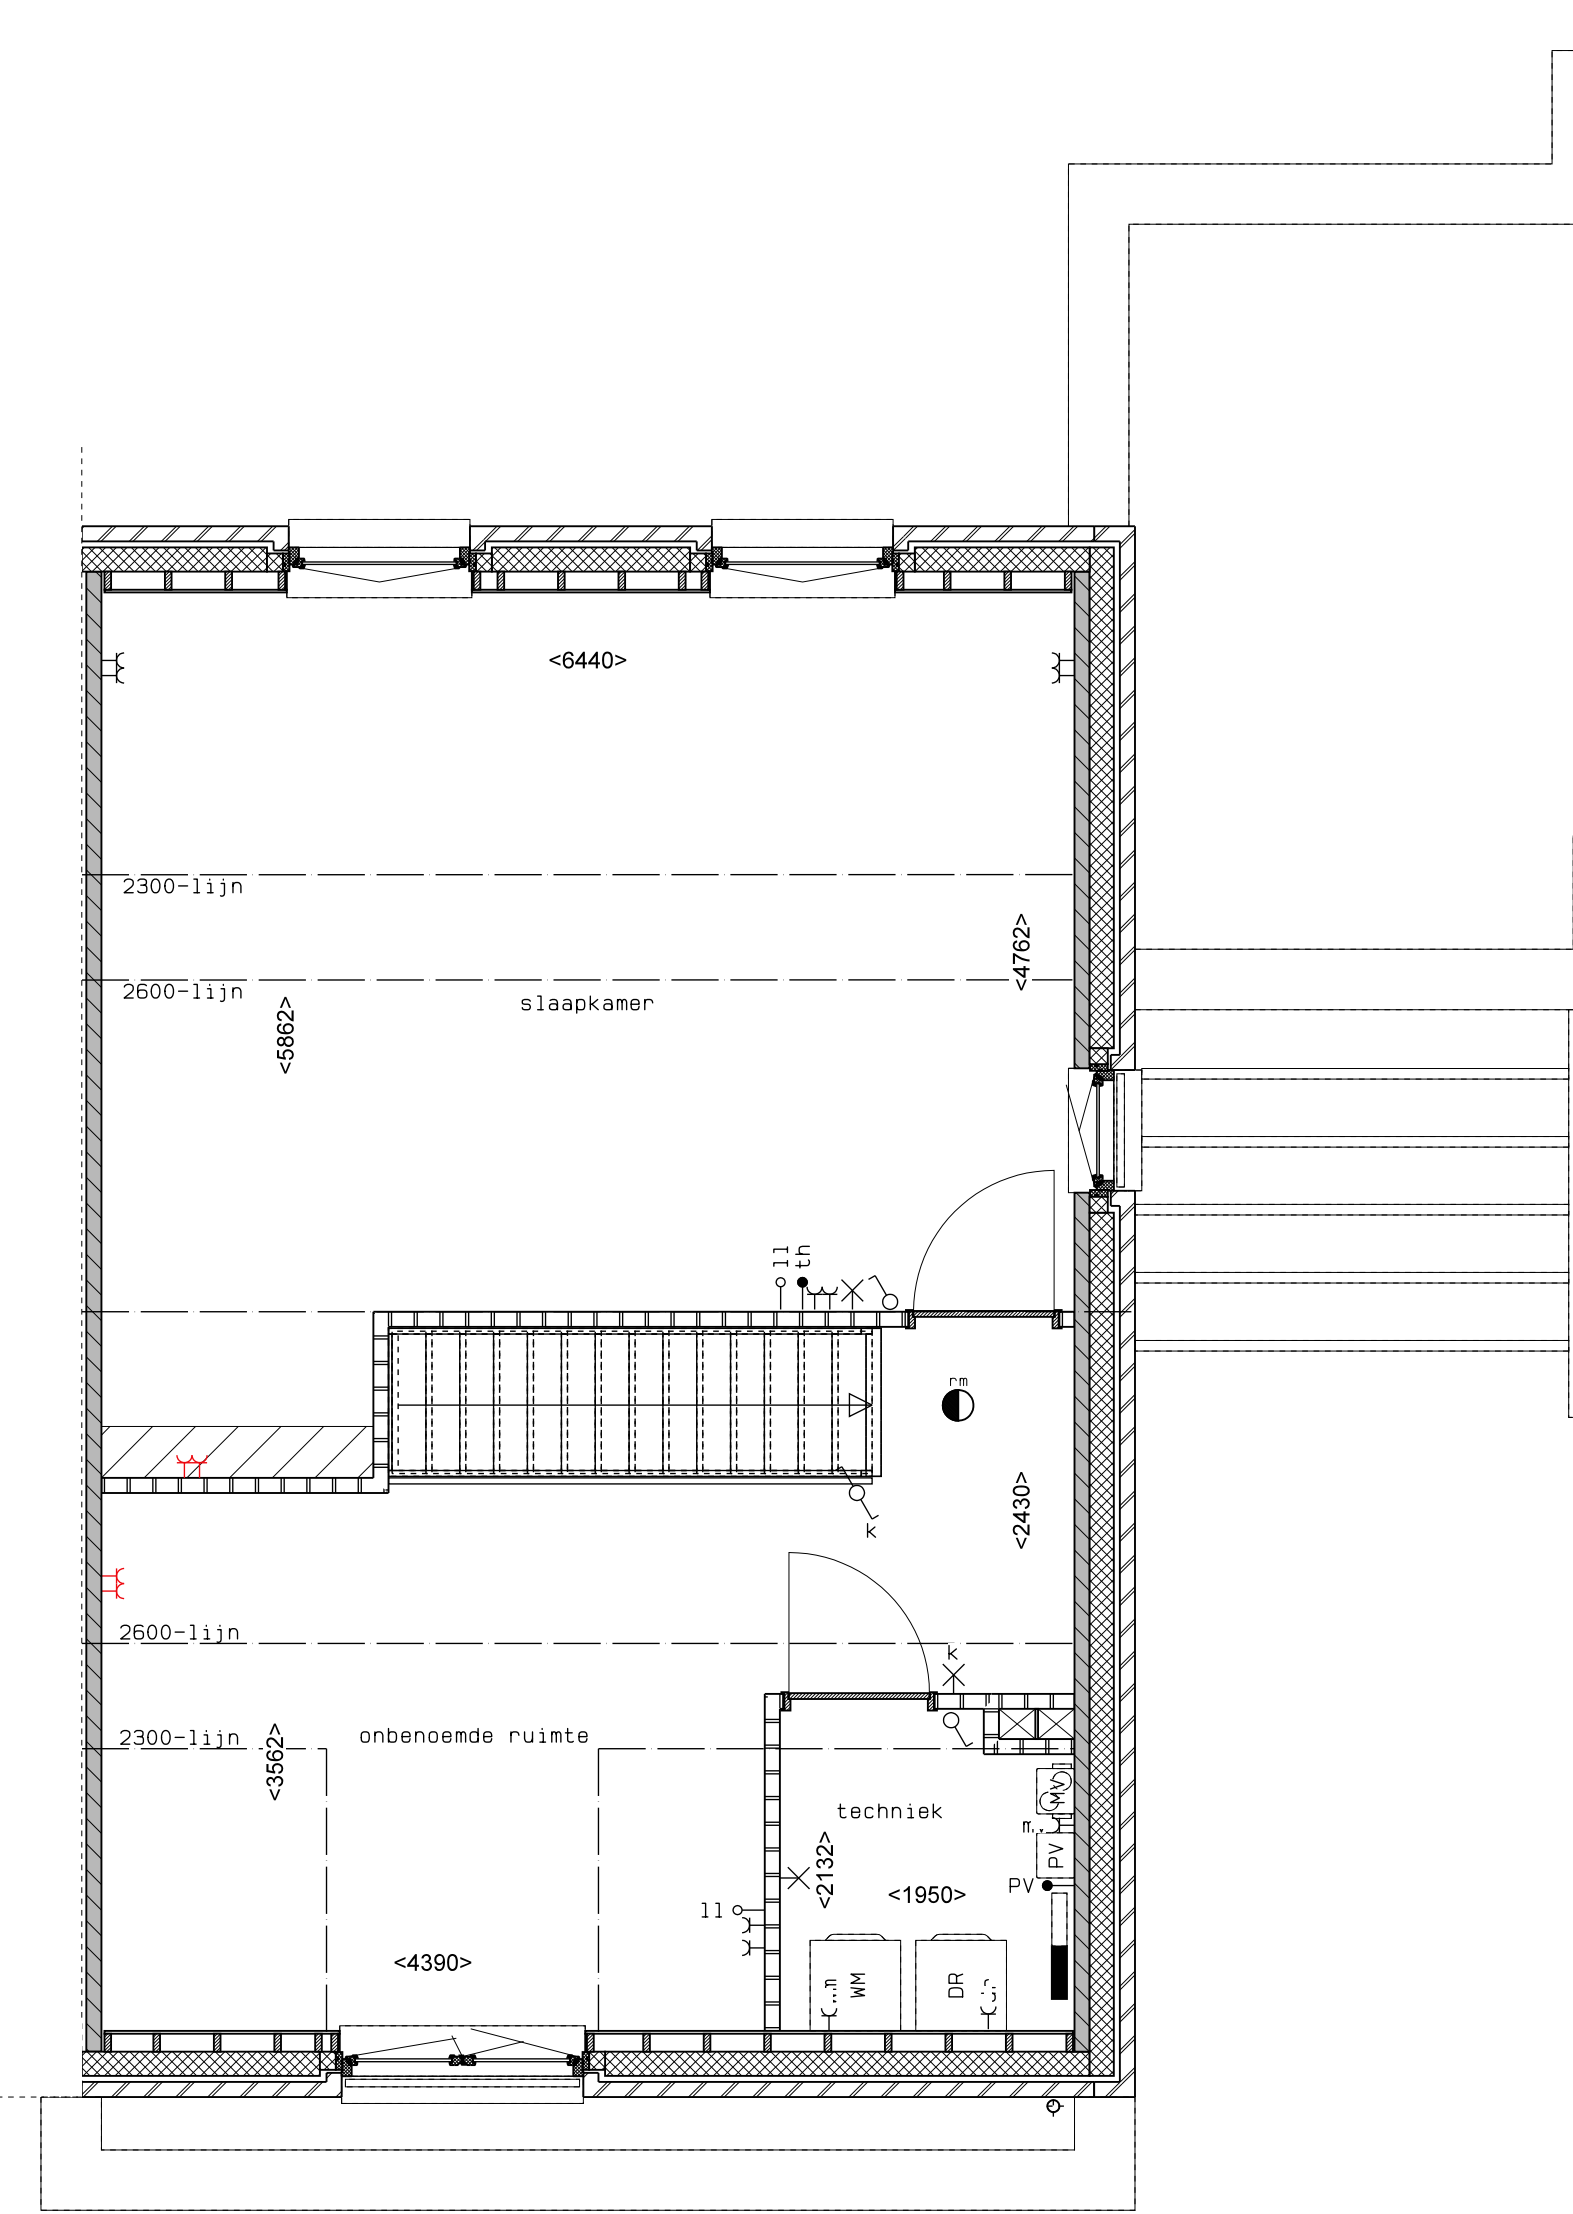 <6440>
2300-lijn
<4762>
2600-lijn
slaapkamer
<5862>
ll
th
rm
<2430>
k
2600-lijn
k
2300-lijn
onbenoemde ruimte
<3562>
MV
techniek
PV
<2132>
PV
<1950>
ll
<4390>
WM
DR